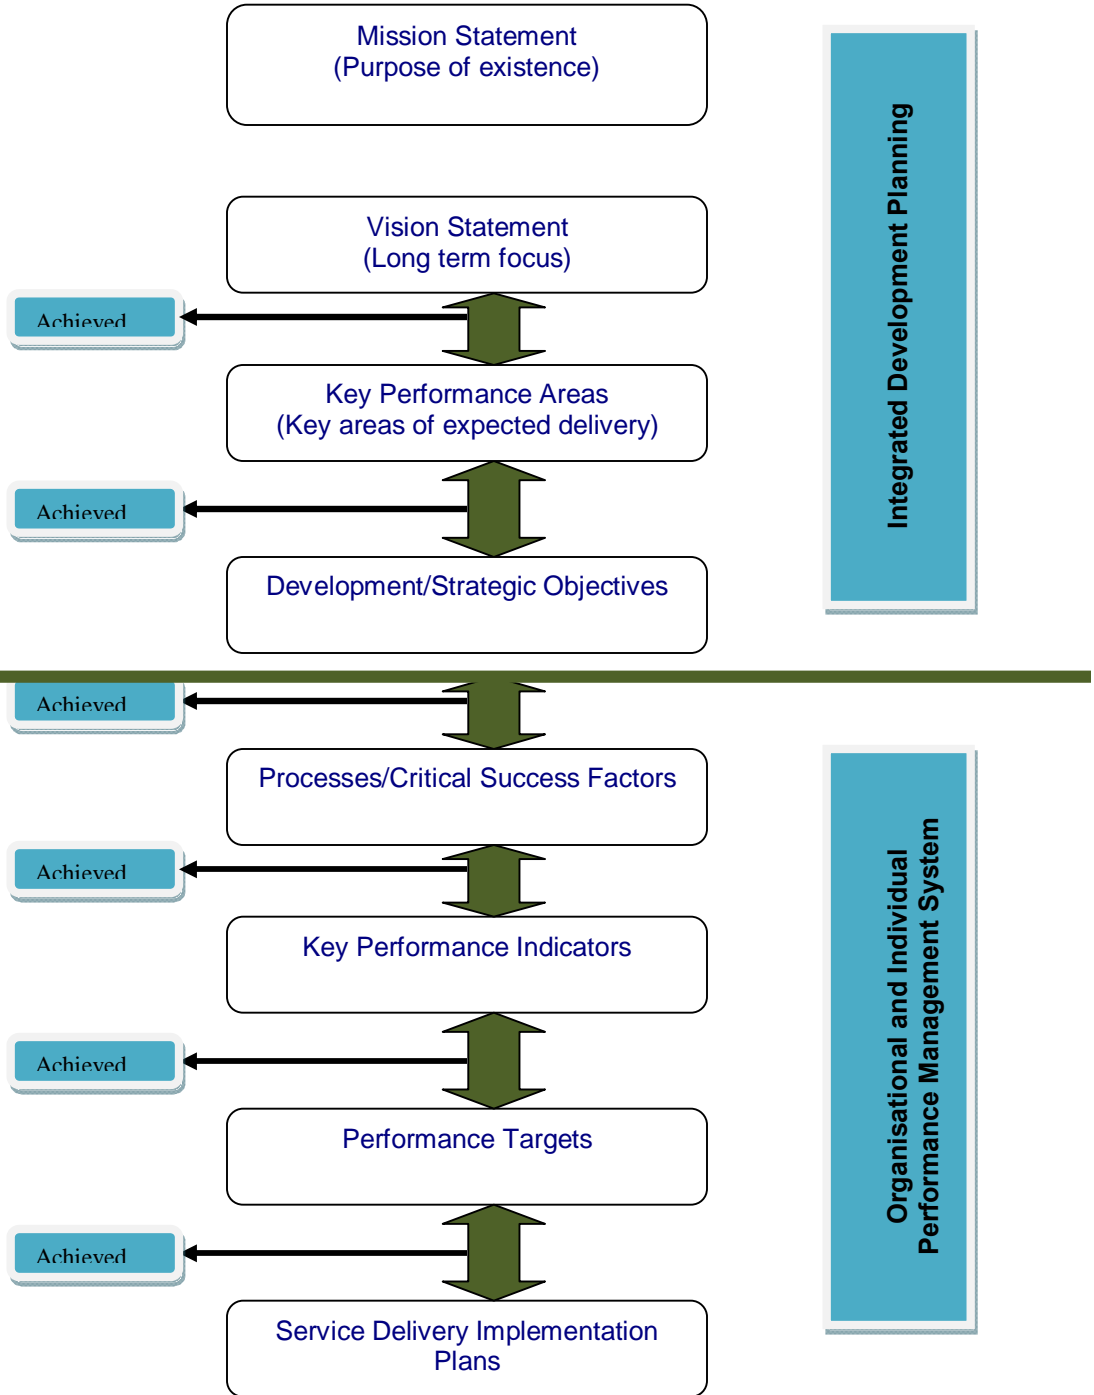 Mission Statement
(Purpose of existence)
Vision Statement
(Long term focus)
Achieved
Key Performance Areas
(Key areas of expected delivery)
Achieved
Development/Strategic Objectives
Integrated Development Planning
Achieved
Processes/Critical Success Factors
Achieved
Key Performance Indicators
Achieved
Performance Targets
Achieved
Service Delivery Implementation
Plans
Organisational and Individual
Performance Management System